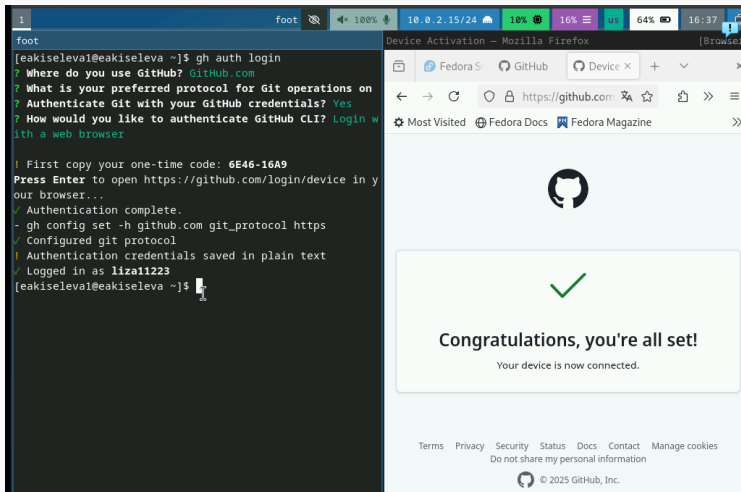 1
foot
100%
10.0.2.15/24
10%
16%
us
64%
16:37
foot
[eakiseleva1@eakiseleva ~]$ gh auth login
? Where do you use GitHub? GitHub.com
? What is your preferred protocol for Git operations on
? Authenticate Git with your GitHub credentials? Yes
? How would you like to authenticate GitHub CLI? Login w
ith a web browser
! First copy your one-time code: 6E46-16A9
Press Enter to open https://github.com/login/device in y
our browser...
✓ Authentication complete.
- gh config set -h github.com git_protocol https
✓ Configured git protocol
! Authentication credentials saved in plain text
✓ Logged in as liza11223
[eakiseleva1@eakiseleva ~]$
Device Activation — Mozilla Firefox
[Browse
Fedora S
GitHub
Device
https://github.com
Most Visited
Fedora Docs
Fedora Magazine
Congratulations, you're all set!
Your device is now connected.
Terms Privacy Security Status Docs Contact Manage cookies
Do not share my personal information
© 2025 GitHub, Inc.